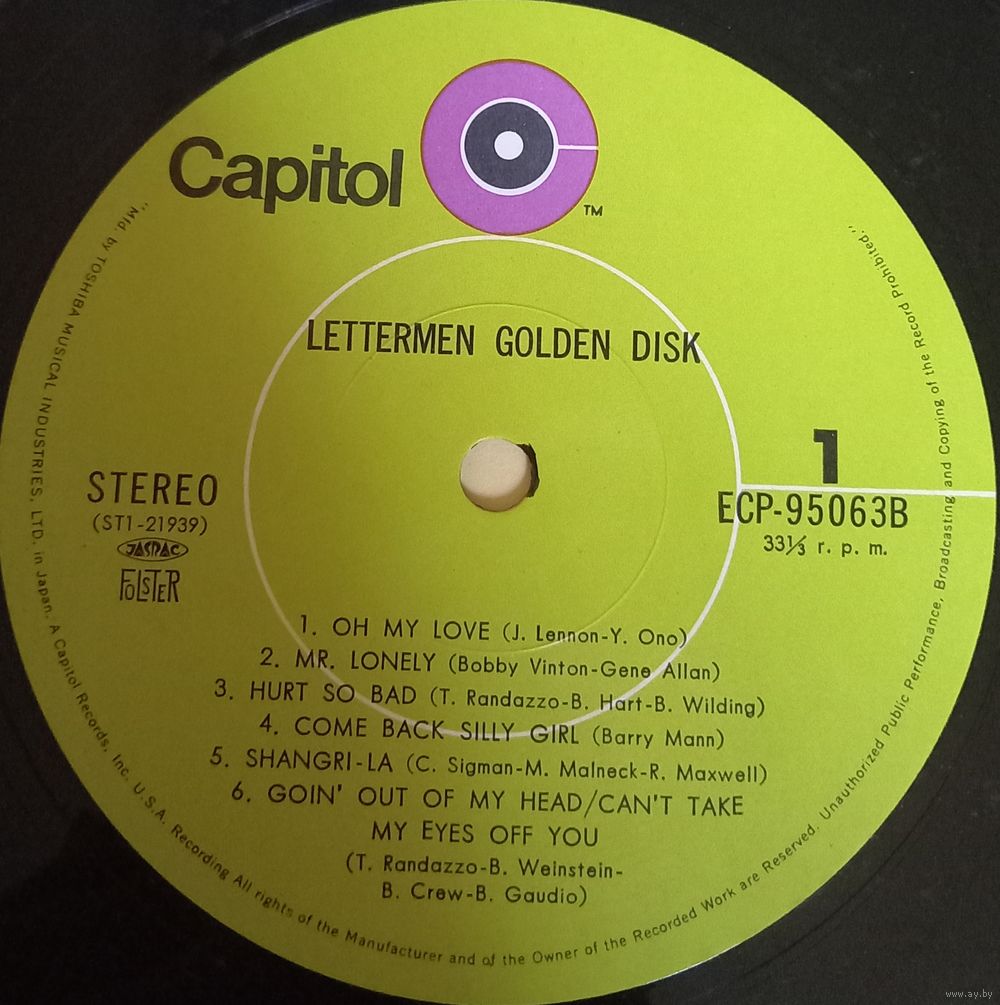 Capitol
TM
LETTERMEN GOLDEN DISK
STEREO
(ST1-21939)
JASRAC
FOLSTER
1
ECP-95063B
33⅓ r. p. m.
1. OH MY LOVE (J. Lennon-Y. Ono)
2. MR. LONELY (Bobby Vinton-Gene Allan)
3. HURT SO BAD (T. Randazzo-B. Hart-B. Wilding)
4. COME BACK SILLY GIRL (Barry Mann)
5. SHANGRI-LA (C. Sigman-M. Malneck-R. Maxwell)
6. GOIN' OUT OF MY HEAD/CAN'T TAKE
MY EYES OFF YOU
(T. Randazzo-B. Weinstein-
B. Crew-B. Gaudio)
"Mfd. by TOSHIBA MUSICAL INDUSTRIES, LTD. in Japan. A Capitol Records, Inc. U.S.A. Recording All rights of the Manufacturer and of the Owner of the Recorded Work are Reserved. Unauthorized Public Performance, Broadcasting and Copying of the Record Prohibited."
www.ay.by